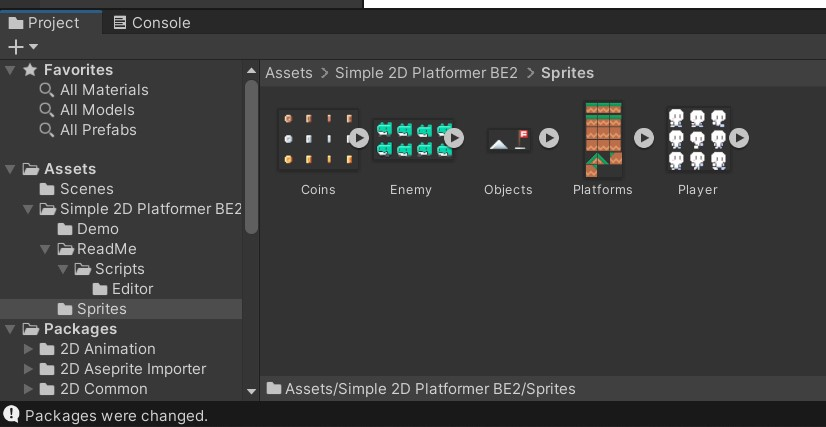 Project
Console
Favorites
All Materials
All Models
All Prefabs
Assets
Scenes
Simple 2D Platformer BE2
Demo
ReadMe
Scripts
Editor
Sprites
Packages
2D Animation
2D Aseprite Importer
2D Common
Assets > Simple 2D Platformer BE2 > Sprites
Coins
Enemy
Objects
Platforms
Player
Assets/Simple 2D Platformer BE2/Sprites
Packages were changed.